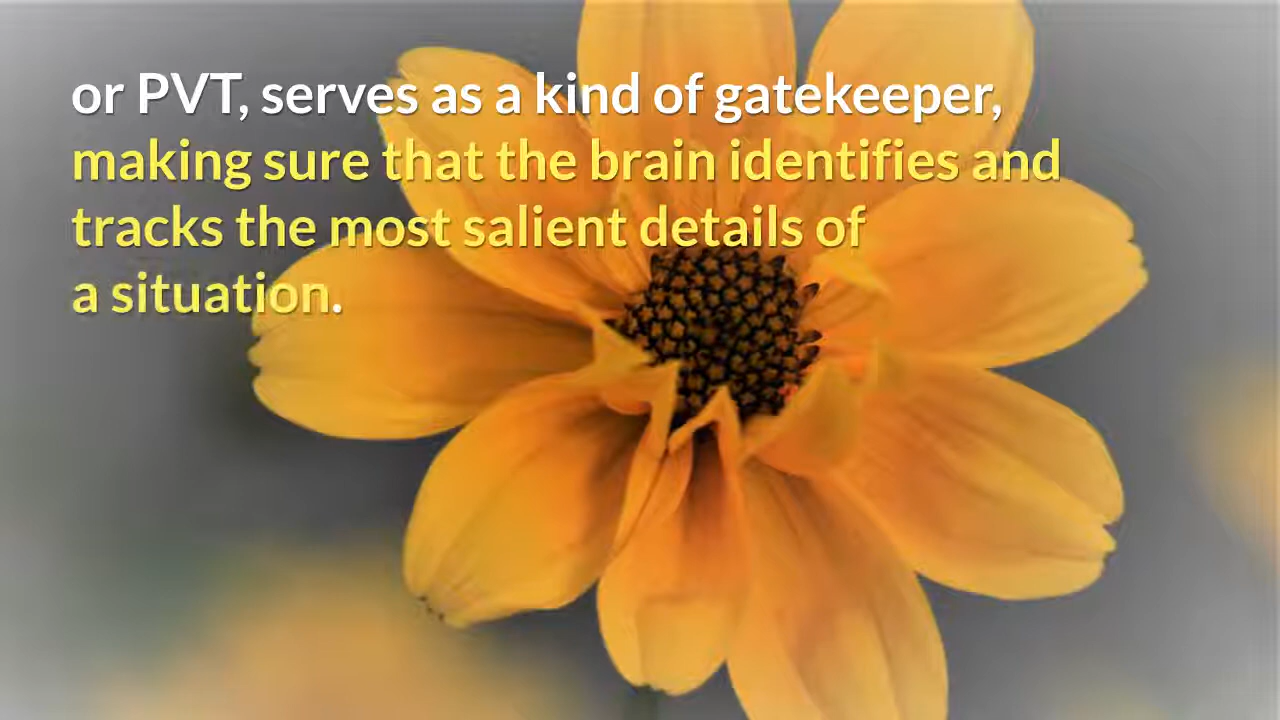 or PVT, serves as a kind of gatekeeper,
making sure that the brain identifies and
tracks the most salient details of
a situation.